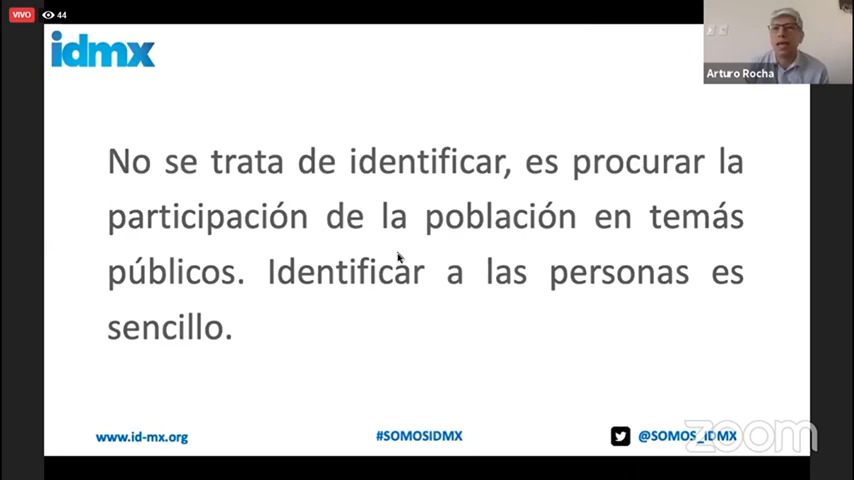 VIVO 44
idmx
Arturo Rocha
No se trata de identificar, es procurar la
participación de la población en temás
públicos. Identificar a las personas es
sencillo.
www.id-mx.org
#SOMOSIDMX
@SOMOS_IDMX
zoom